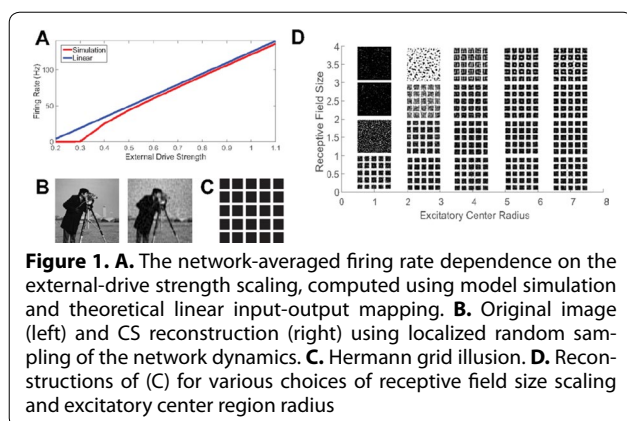 A
Simulation
Linear
Firing Rate (Hz)
100
50
0
0.2 0.3 0.4 0.5 0.6 0.7 0.8 0.9 1 1.1
External Drive Strength
B
C
D
Receptive Field Size
4
3.5
3
2.5
2
1.5
1
0.5
0
0 1 2 3 4 5 6 7 8
Excitatory Center Radius
Figure 1. A. The network-averaged firing rate dependence on the
external-drive strength scaling, computed using model simulation
and theoretical linear input-output mapping. B. Original image
(left) and CS reconstruction (right) using localized random sam-
pling of the network dynamics. C. Hermann grid illusion. D. Recon-
structions of (C) for various choices of receptive field size scaling
and excitatory center region radius